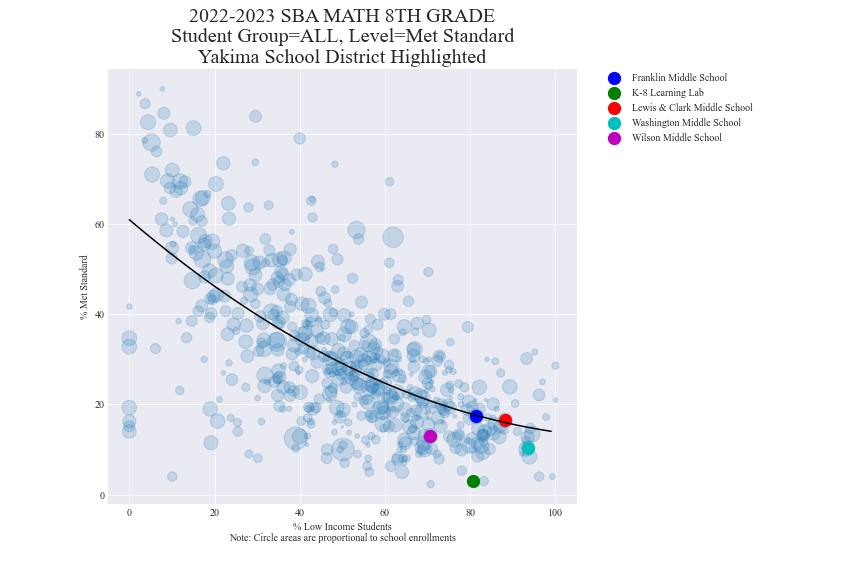 2022-2023 SBA MATH 8TH GRADE
Student Group=ALL, Level=Met Standard
Yakima School District Highlighted
Franklin Middle School
K-8 Learning Lab
Lewis & Clark Middle School
Washington Middle School
Wilson Middle School
% Met Standard
80
60
40
20
0
0 20 40 60 80 100
% Low Income Students
Note: Circle areas are proportional to school enrollments